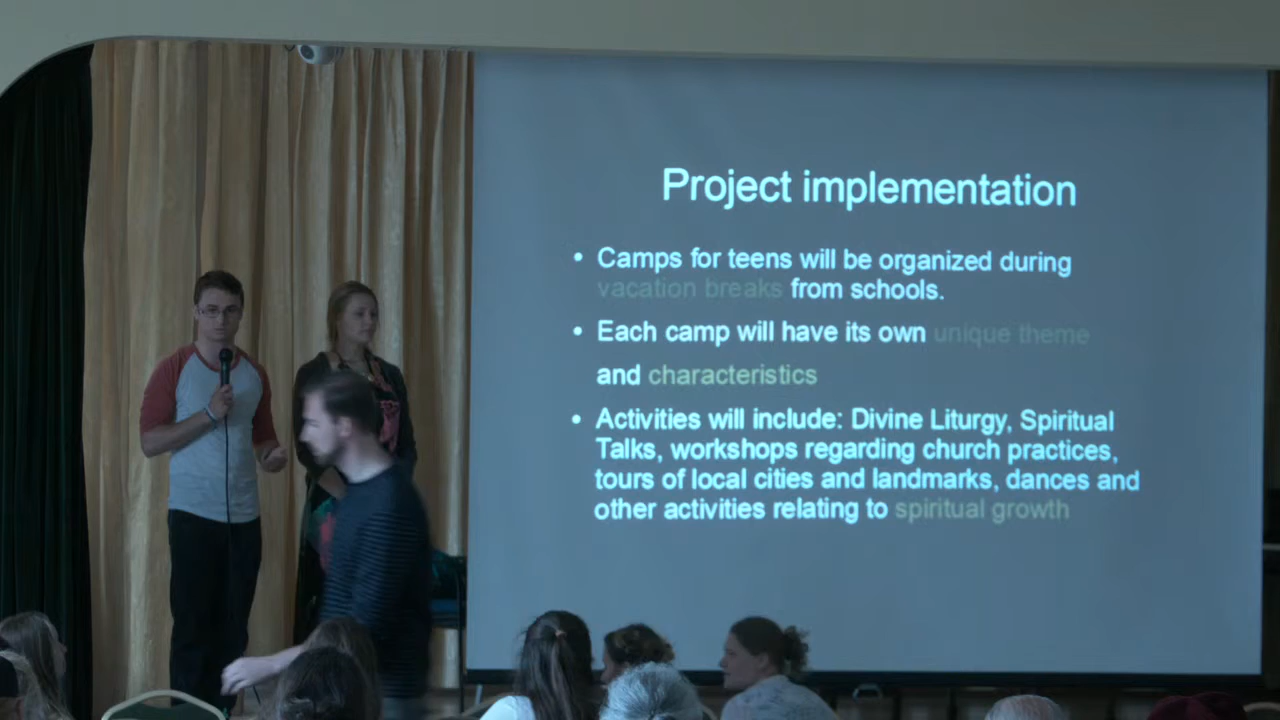 Project implementation
• Camps for teens will be organized during
vacation breaks from schools.
• Each camp will have its own unique theme
and characteristics
• Activities will include: Divine Liturgy, Spiritual
Talks, workshops regarding church practices,
tours of local cities and landmarks, dances and
other activities relating to spiritual growth